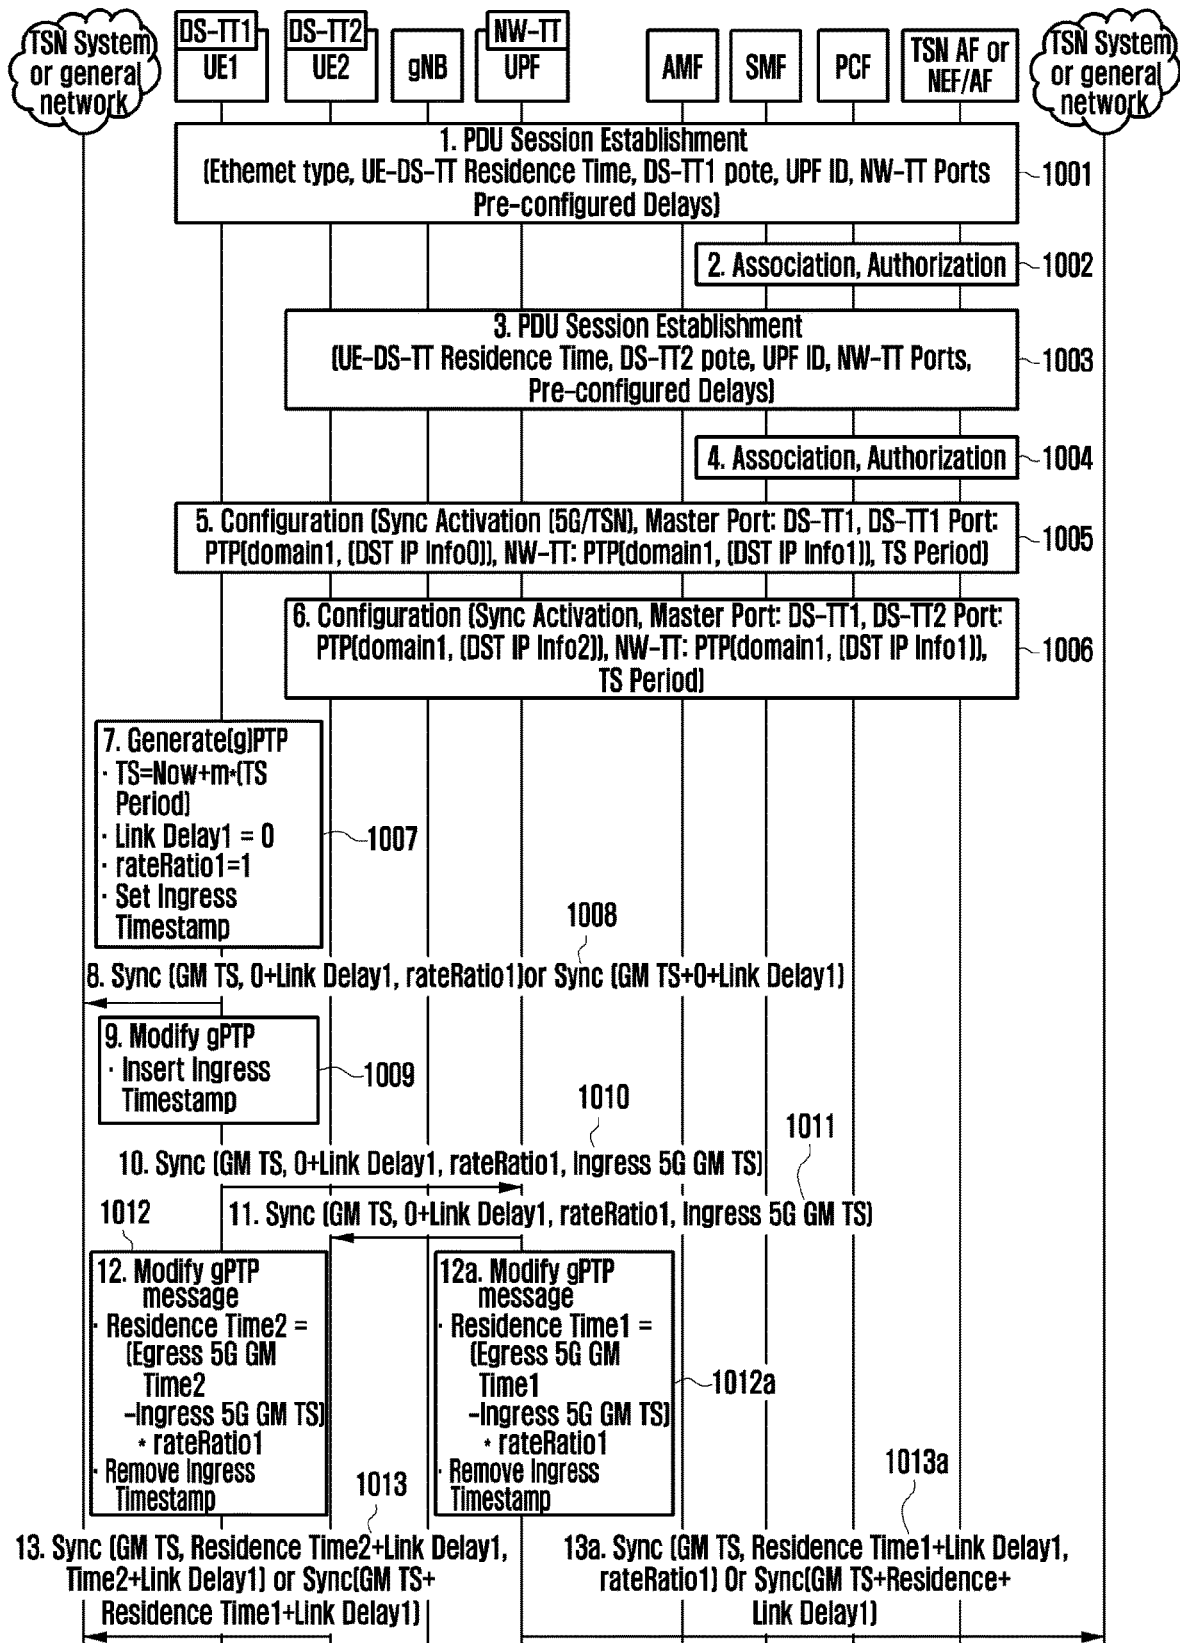 TSN System
or general
network
DS-TT1
UE1
DS-TT2
UE2
gNB
NW-TT
UPF
AMF
SMF
PCF
TSN AF or
NEF/AF
TSN System
or general
network
1. PDU Session Establishment
(Ethemet type, UE-DS-TT Residence Time, DS-TT1 pote, UPF ID, NW-TT Ports
Pre-configured Delays)
1001
2. Association, Authorization
1002
3. PDU Session Establishment
(UE-DS-TT Residence Time, DS-TT2 pote, UPF ID, NW-TT Ports,
Pre-configured Delays)
1003
4. Association, Authorization
1004
5. Configuration (Sync Activation (5G/TSN), Master Port: DS-TT1, DS-TT1 Port:
PTP(domain1, (DST IP Info0)), NW-TT: PTP(domain1, (DST IP Info1)), TS Period)
1005
6. Configuration (Sync Activation, Master Port: DS-TT1, DS-TT2 Port:
PTP(domain1, (DST IP Info2)), NW-TT: PTP(domain1, (DST IP Info1)),
TS Period)
1006
7. Generate(g)PTP
· TS=Now+m*(TS
Period)
· Link Delay1 = 0
· rateRatio1=1
· Set Ingress
Timestamp
1007
1008
8. Sync (GM TS, 0+Link Delay1, rateRatio1)or Sync (GM TS+0+Link Delay1)
9. Modify gPTP
· Insert Ingress
Timestamp
1009
1010
10. Sync (GM TS, 0+Link Delay1, rateRatio1, Ingress 5G GM TS)
1011
11. Sync (GM TS, 0+Link Delay1, rateRatio1, Ingress 5G GM TS)
1012
12. Modify gPTP
message
· Residence Time2 =
(Egress 5G GM
Time2
-Ingress 5G GM TS)
* rateRatio1
· Remove Ingress
Timestamp
12a. Modify gPTP
message
· Residence Time1 =
(Egress 5G GM
Time1
-Ingress 5G GM TS)
* rateRatio1
· Remove Ingress
Timestamp
1012a
1013
13. Sync (GM TS, Residence Time2+Link Delay1,
Time2+Link Delay1) or Sync(GM TS+
Residence Time1+Link Delay1)
1013a
13a. Sync (GM TS, Residence Time1+Link Delay1,
rateRatio1) Or Sync(GM TS+Residence+
Link Delay1)